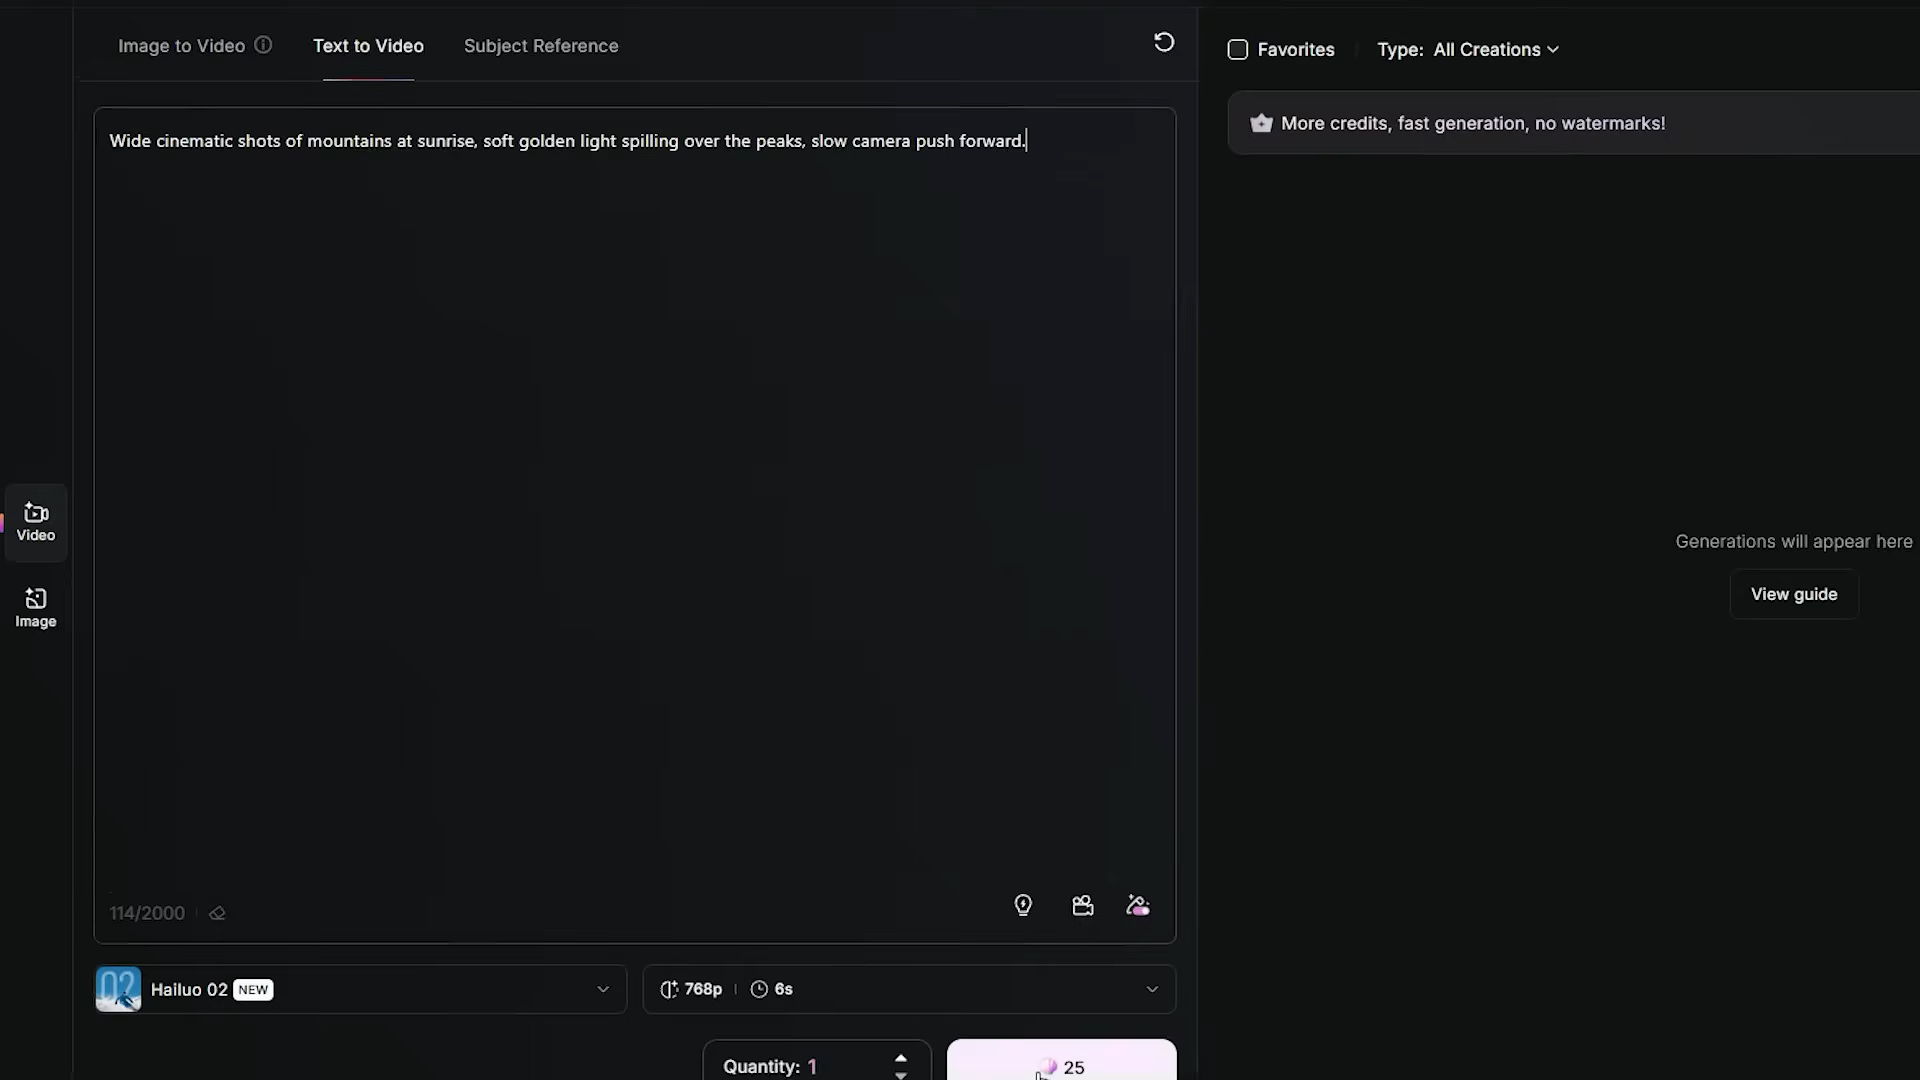 Image to Video
Text to Video
Subject Reference
Favorites
Type: All Creations
Wide cinematic shots of mountains at sunrise, soft golden light spilling over the peaks, slow camera push forward.
More credits, fast generation, no watermarks!
Video
Image
Generations will appear here
View guide
114/2000
02
Hailuo 02 NEW
768p
6s
Quantity: 1
25